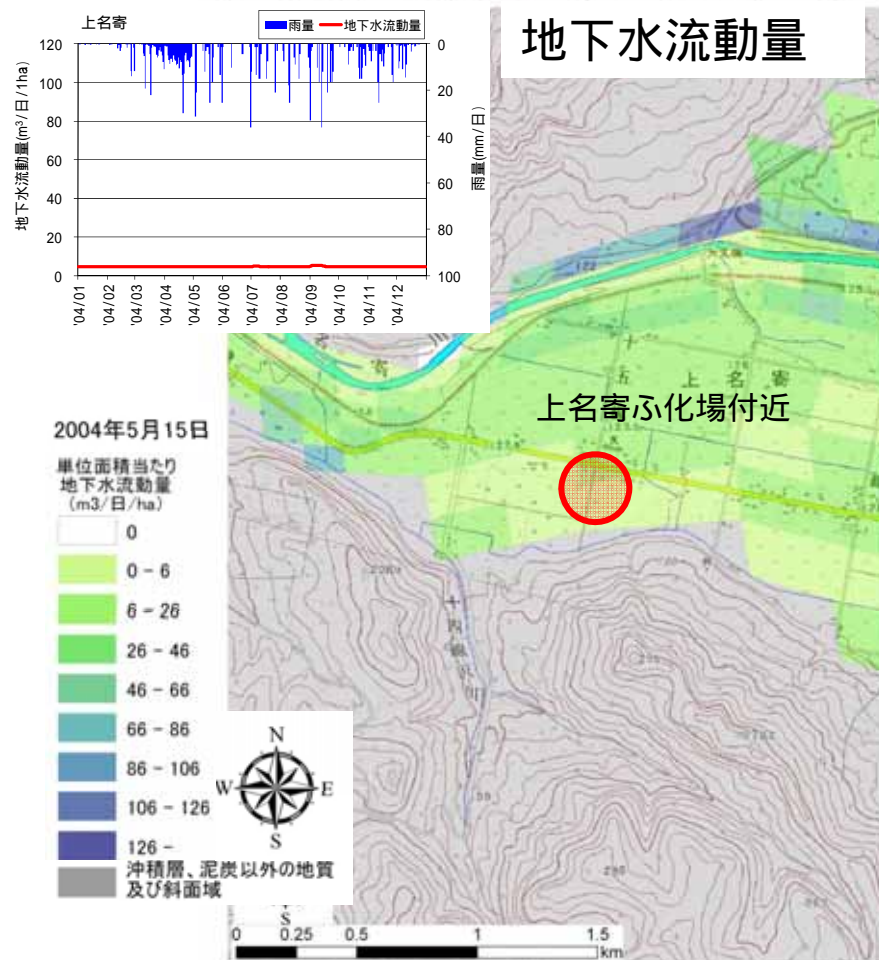 地下水流動量
上名寄
雨量
地下水流動量
地下水流動量(m³/日/1ha)
120
100
80
60
40
20
0
雨量(mm/日)
0
20
40
60
80
100
'04/01
'04/02
'04/03
'04/04
'04/05
'04/06
'04/07
'04/08
'04/09
'04/10
'04/11
'04/12
五
上名寄
上名寄ふ化場付近
2004年5月15日
単位面積当たり
地下水流動量
(m3/日/ha)
0
0 - 6
6 - 26
26 - 46
46 - 66
66 - 86
86 - 106
106 - 126
126 -
沖積層、泥炭以外の地質
及び斜面域
N
W
E
S
S
0
0.25
0.5
1
1.5
km